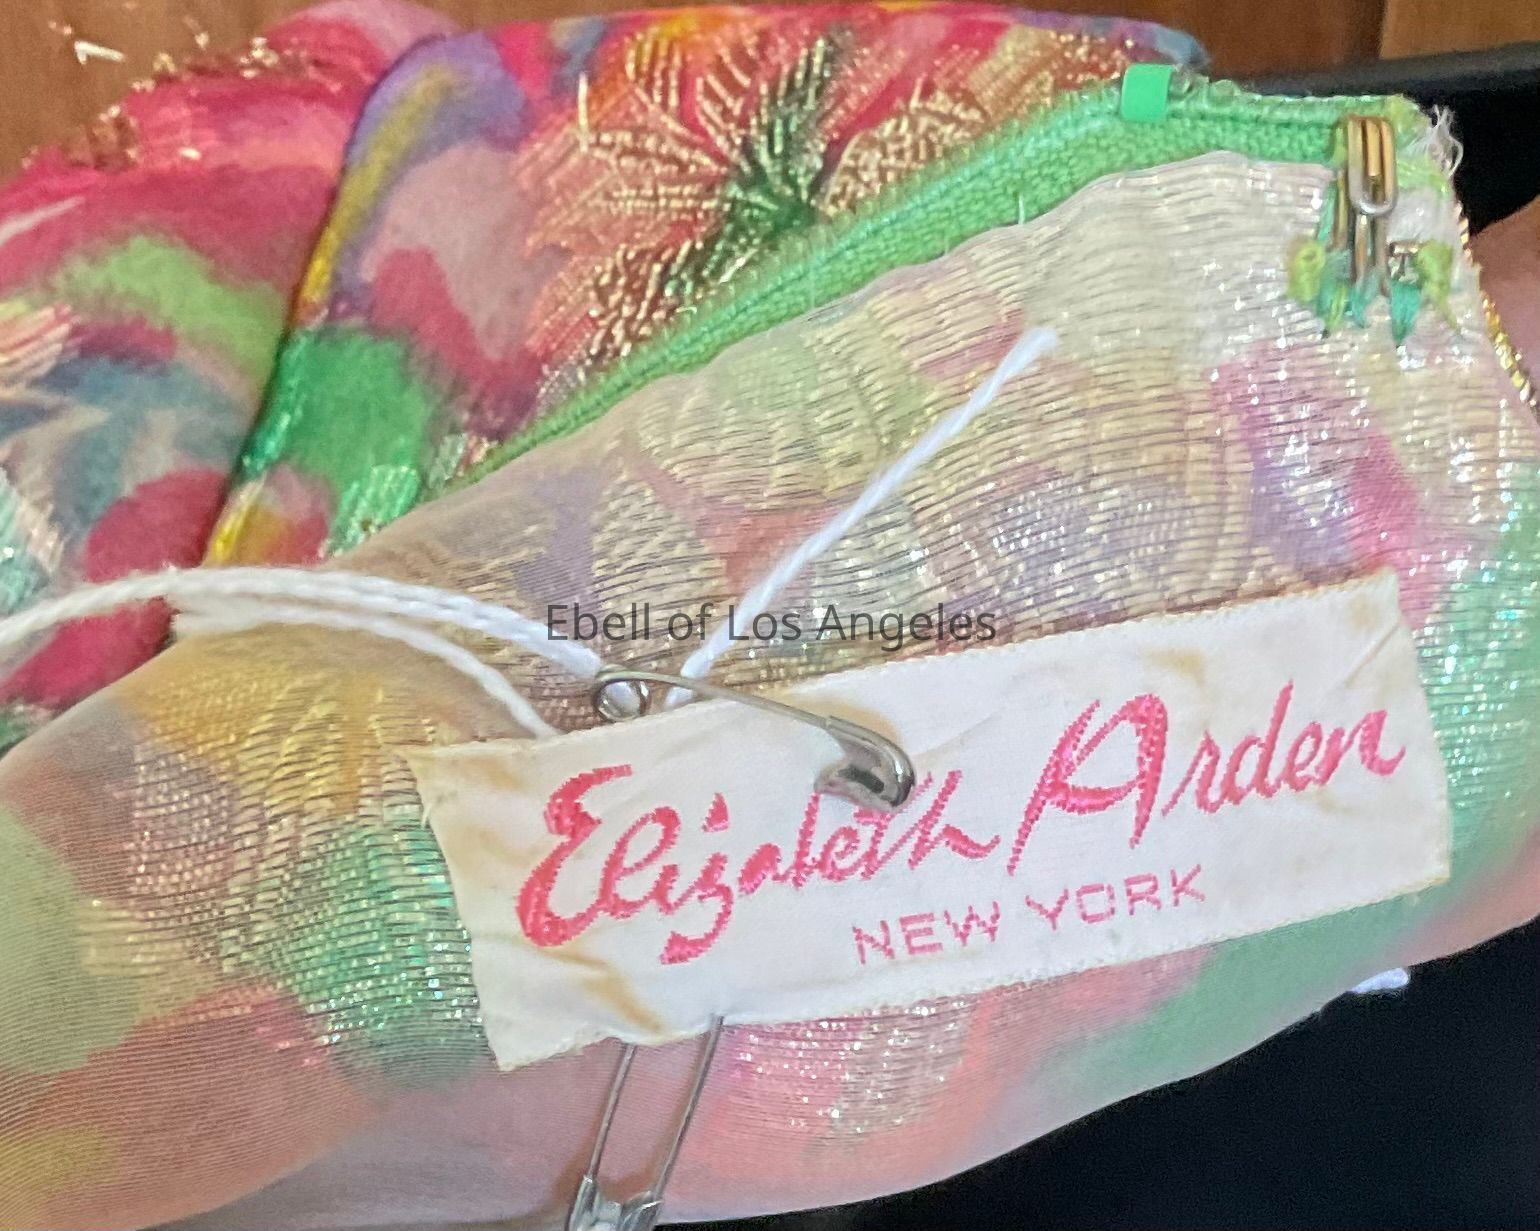 Ebell of Los Angeles
Elizabeth Arden
NEW YORK